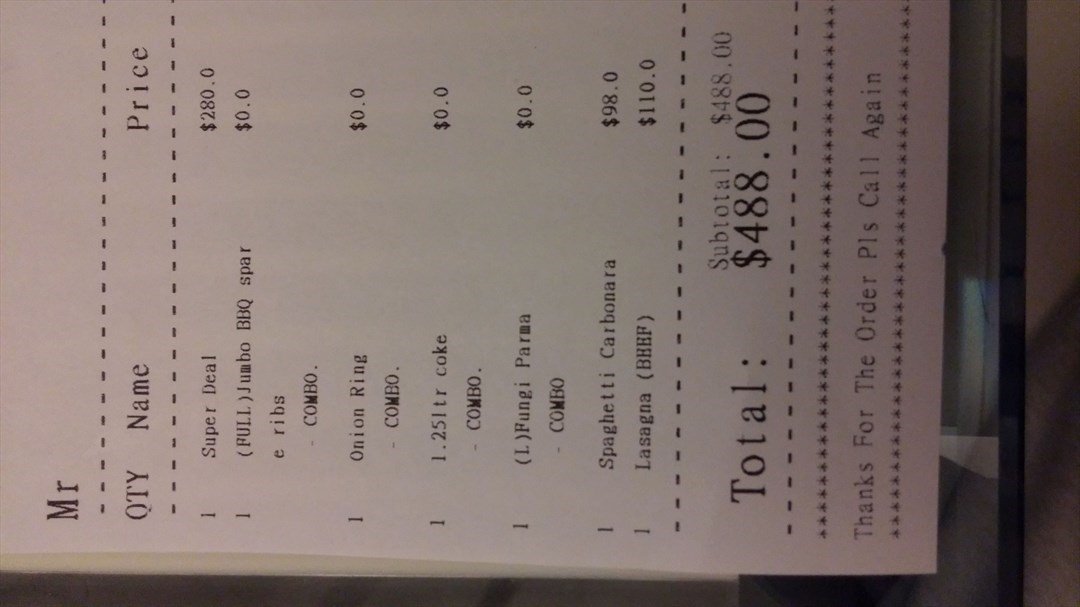 Mr
- - - - - - - - - - - - - - - - - - - -
QTY Name Price
- - - - - - - - - - - - - - - - - - - -
1 Super Deal $280.0
1 (FULL)Jumbo BBQ spar $0.0
e ribs
- COMBO.
1 Onion Ring $0.0
- COMBO.
1 1.25ltr coke $0.0
- COMBO.
1 (L)Fungi Parma $0.0
- COMBO
1 Spaghetti Carbonara $98.0
1 Lasagna (BEEF) $110.0
- - - - - - - - - - - - - - - - - - - -
Subtotal: $488.00
Total: $488.00
- - - - - - - - - - - - - - - - - - - -
******************************************
Thanks For The Order Pls Call Again
******************************************